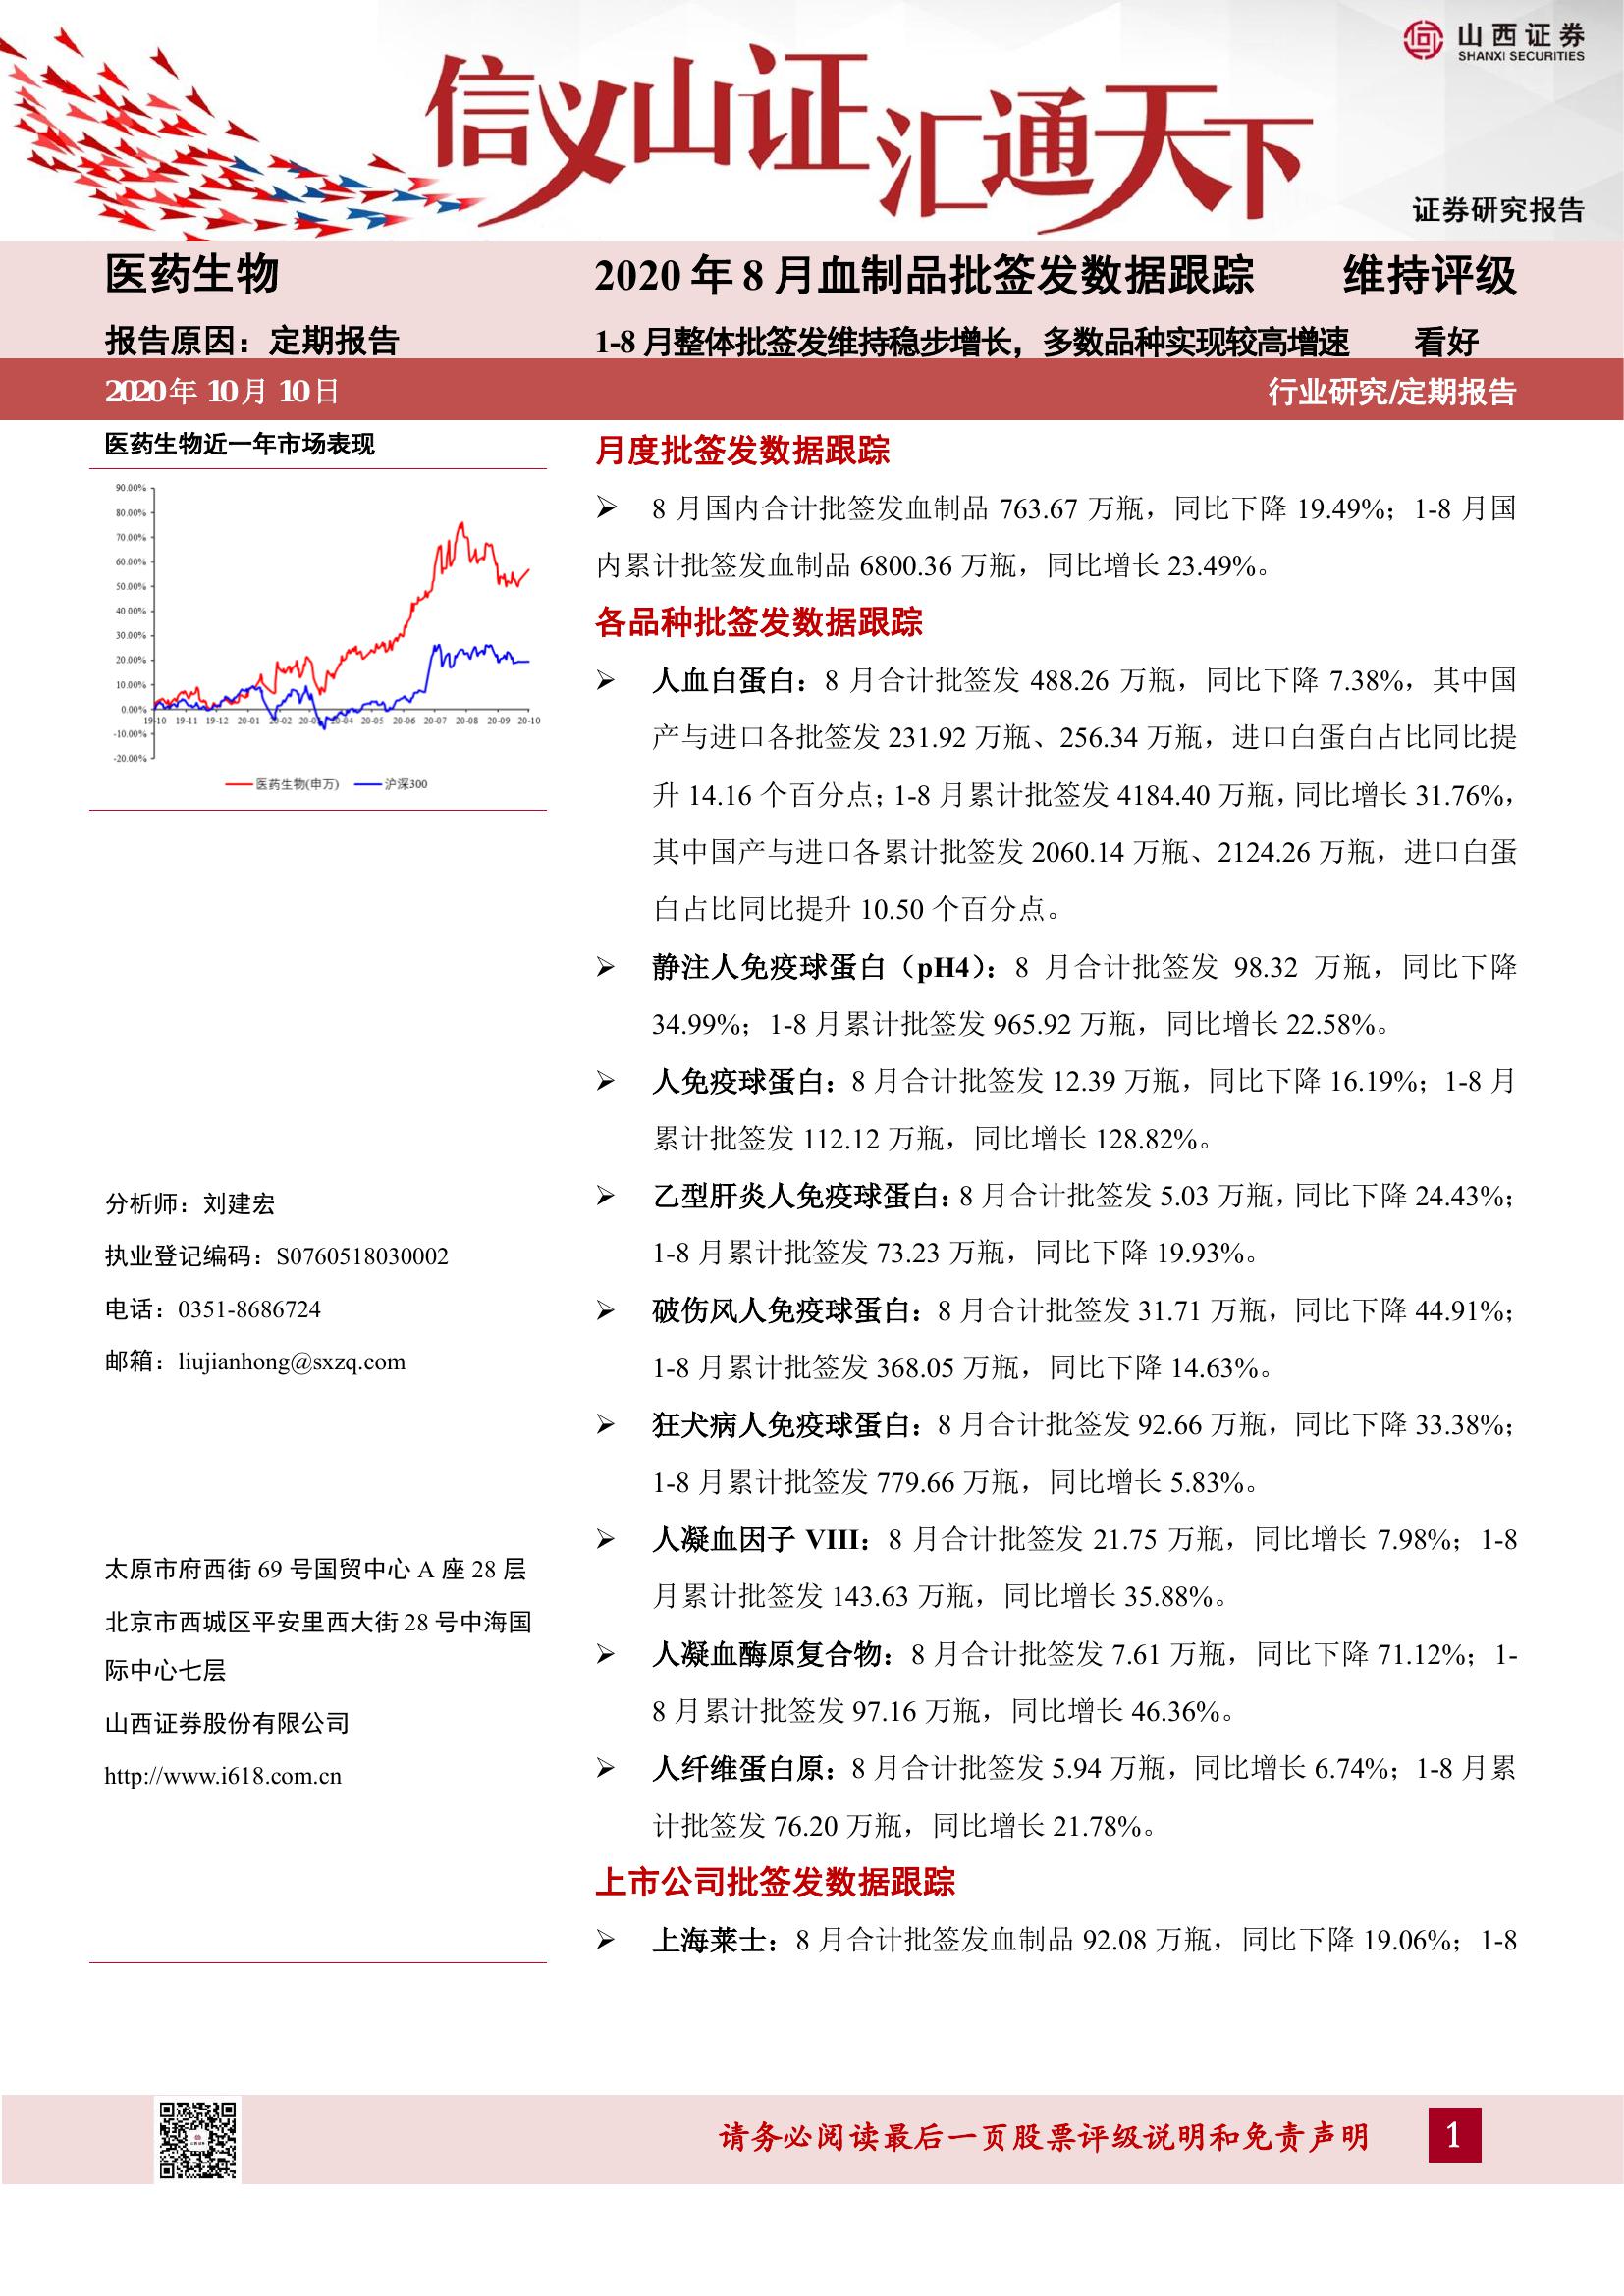 信义山证汇通天下
山西证券
SHANXI SECURITIES
证券研究报告
医药生物
2020 年 8 月血制品批签发数据跟踪 维持评级
报告原因：定期报告
1-8 月整体批签发维持稳步增长，多数品种实现较高增速 看好
2020 年 10 月 10 日
行业研究/定期报告
医药生物近一年市场表现
90.00%
80.00%
70.00%
60.00%
50.00%
40.00%
30.00%
20.00%
10.00%
0.00%
-10.00%
-20.00%
19-10 19-11 19-12 20-01 20-02 20-03 20-04 20-05 20-06 20-07 20-08 20-09 20-10
医药生物(申万) 沪深300
分析师：刘建宏
执业登记编码：S0760518030002
电话：0351-8686724
邮箱：liujianhong@sxzq.com
太原市府西街 69 号国贸中心 A 座 28 层
北京市西城区平安里西大街 28 号中海国
际中心七层
山西证券股份有限公司
http://www.i618.com.cn
月度批签发数据跟踪
➢ 8 月国内合计批签发血制品 763.67 万瓶，同比下降 19.49%；1-8 月国
内累计批签发血制品 6800.36 万瓶，同比增长 23.49%。
各品种批签发数据跟踪
➢ 人血白蛋白：8 月合计批签发 488.26 万瓶，同比下降 7.38%，其中国
产与进口各批签发 231.92 万瓶、256.34 万瓶，进口白蛋白占比同比提
升 14.16 个百分点；1-8 月累计批签发 4184.40 万瓶，同比增长 31.76%，
其中国产与进口各累计批签发 2060.14 万瓶、2124.26 万瓶，进口白蛋
白占比同比提升 10.50 个百分点。
➢ 静注人免疫球蛋白（pH4）：8 月合计批签发 98.32 万瓶，同比下降
34.99%；1-8 月累计批签发 965.92 万瓶，同比增长 22.58%。
➢ 人免疫球蛋白：8 月合计批签发 12.39 万瓶，同比下降 16.19%；1-8 月
累计批签发 112.12 万瓶，同比增长 128.82%。
➢ 乙型肝炎人免疫球蛋白：8 月合计批签发 5.03 万瓶，同比下降 24.43%；
1-8 月累计批签发 73.23 万瓶，同比下降 19.93%。
➢ 破伤风人免疫球蛋白：8 月合计批签发 31.71 万瓶，同比下降 44.91%；
1-8 月累计批签发 368.05 万瓶，同比下降 14.63%。
➢ 狂犬病人免疫球蛋白：8 月合计批签发 92.66 万瓶，同比下降 33.38%；
1-8 月累计批签发 779.66 万瓶，同比增长 5.83%。
➢ 人凝血因子 VIII：8 月合计批签发 21.75 万瓶，同比增长 7.98%；1-8
月累计批签发 143.63 万瓶，同比增长 35.88%。
➢ 人凝血酶原复合物：8 月合计批签发 7.61 万瓶，同比下降 71.12%；1-
8 月累计批签发 97.16 万瓶，同比增长 46.36%。
➢ 人纤维蛋白原：8 月合计批签发 5.94 万瓶，同比增长 6.74%；1-8 月累
计批签发 76.20 万瓶，同比增长 21.78%。
上市公司批签发数据跟踪
➢ 上海莱士：8 月合计批签发血制品 92.08 万瓶，同比下降 19.06%；1-8
请务必阅读最后一页股票评级说明和免责声明
1